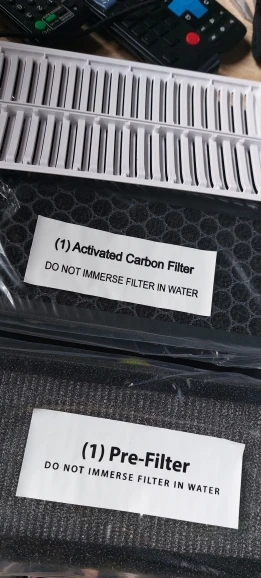 (1) Activated Carbon Filter
DO NOT IMMERSE FILTER IN WATER
(1) Pre-Filter
DO NOT IMMERSE FILTER IN WATER